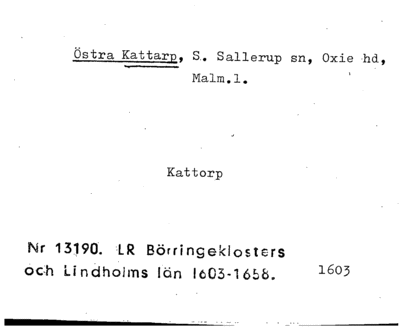 Östra Kattarp, S. Sallerup sn, Oxie hd,
Malm.l.
Kattorp
Nr 13190. LR Börringeklosters
och Lindholms län 1603-1658. 1603